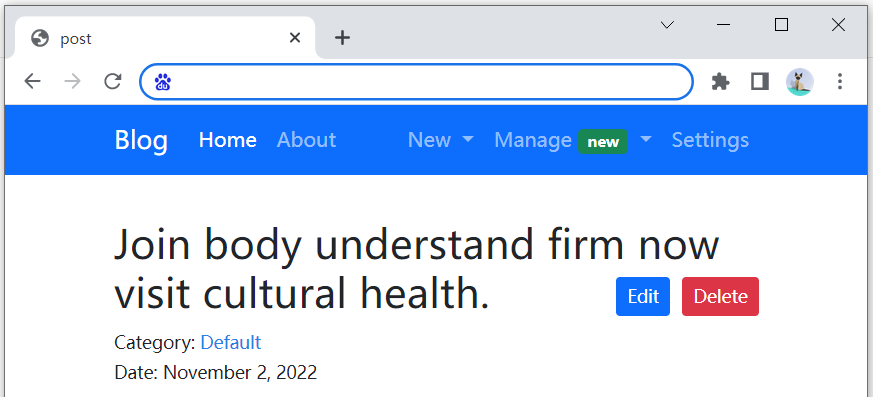 post
Blog Home About New Manage new Settings
Join body understand firm now
visit cultural health.
Edit Delete
Category: Default
Date: November 2, 2022